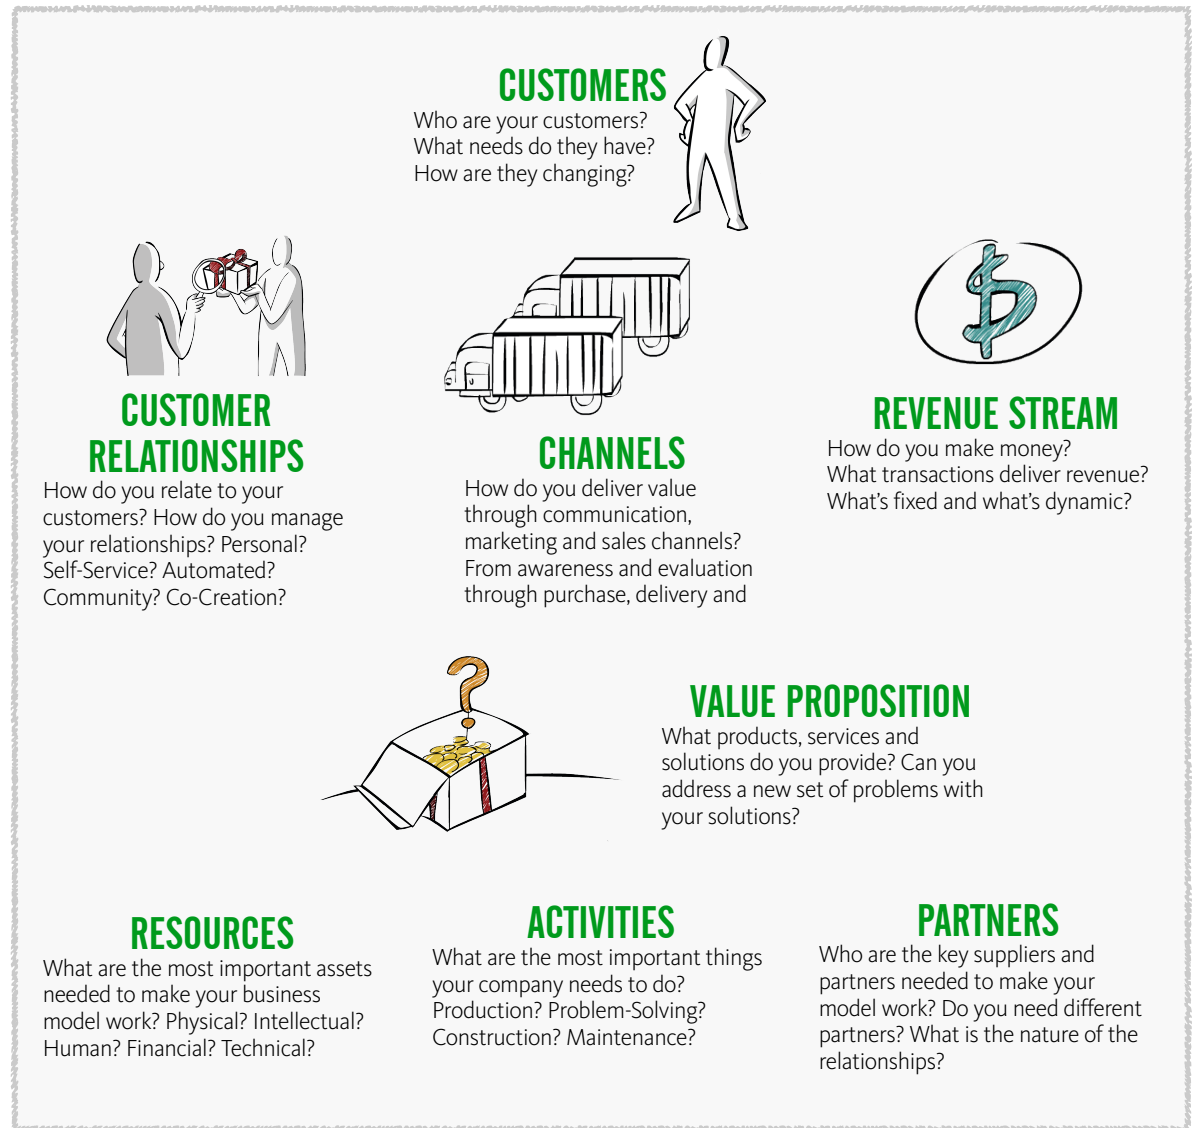 CUSTOMERS
Who are your customers?
What needs do they have?
How are they changing?
CUSTOMER
RELATIONSHIPS
How do you relate to your
customers? How do you manage
your relationships? Personal?
Self-Service? Automated?
Community? Co-Creation?
CHANNELS
How do you deliver value
through communication,
marketing and sales channels?
From awareness and evaluation
through purchase, delivery and
REVENUE STREAM
How do you make money?
What transactions deliver revenue?
What’s fixed and what’s dynamic?
VALUE PROPOSITION
What products, services and
solutions do you provide? Can you
address a new set of problems with
your solutions?
RESOURCES
What are the most important assets
needed to make your business
model work? Physical? Intellectual?
Human? Financial? Technical?
ACTIVITIES
What are the most important things
your company needs to do?
Production? Problem-Solving?
Construction? Maintenance?
PARTNERS
Who are the key suppliers and
partners needed to make your
model work? Do you need different
partners? What is the nature of the
relationships?